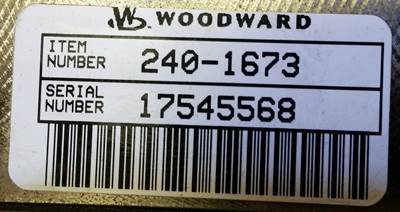 WOODWARD
ITEM NUMBER 240-1673
SERIAL NUMBER 17545568